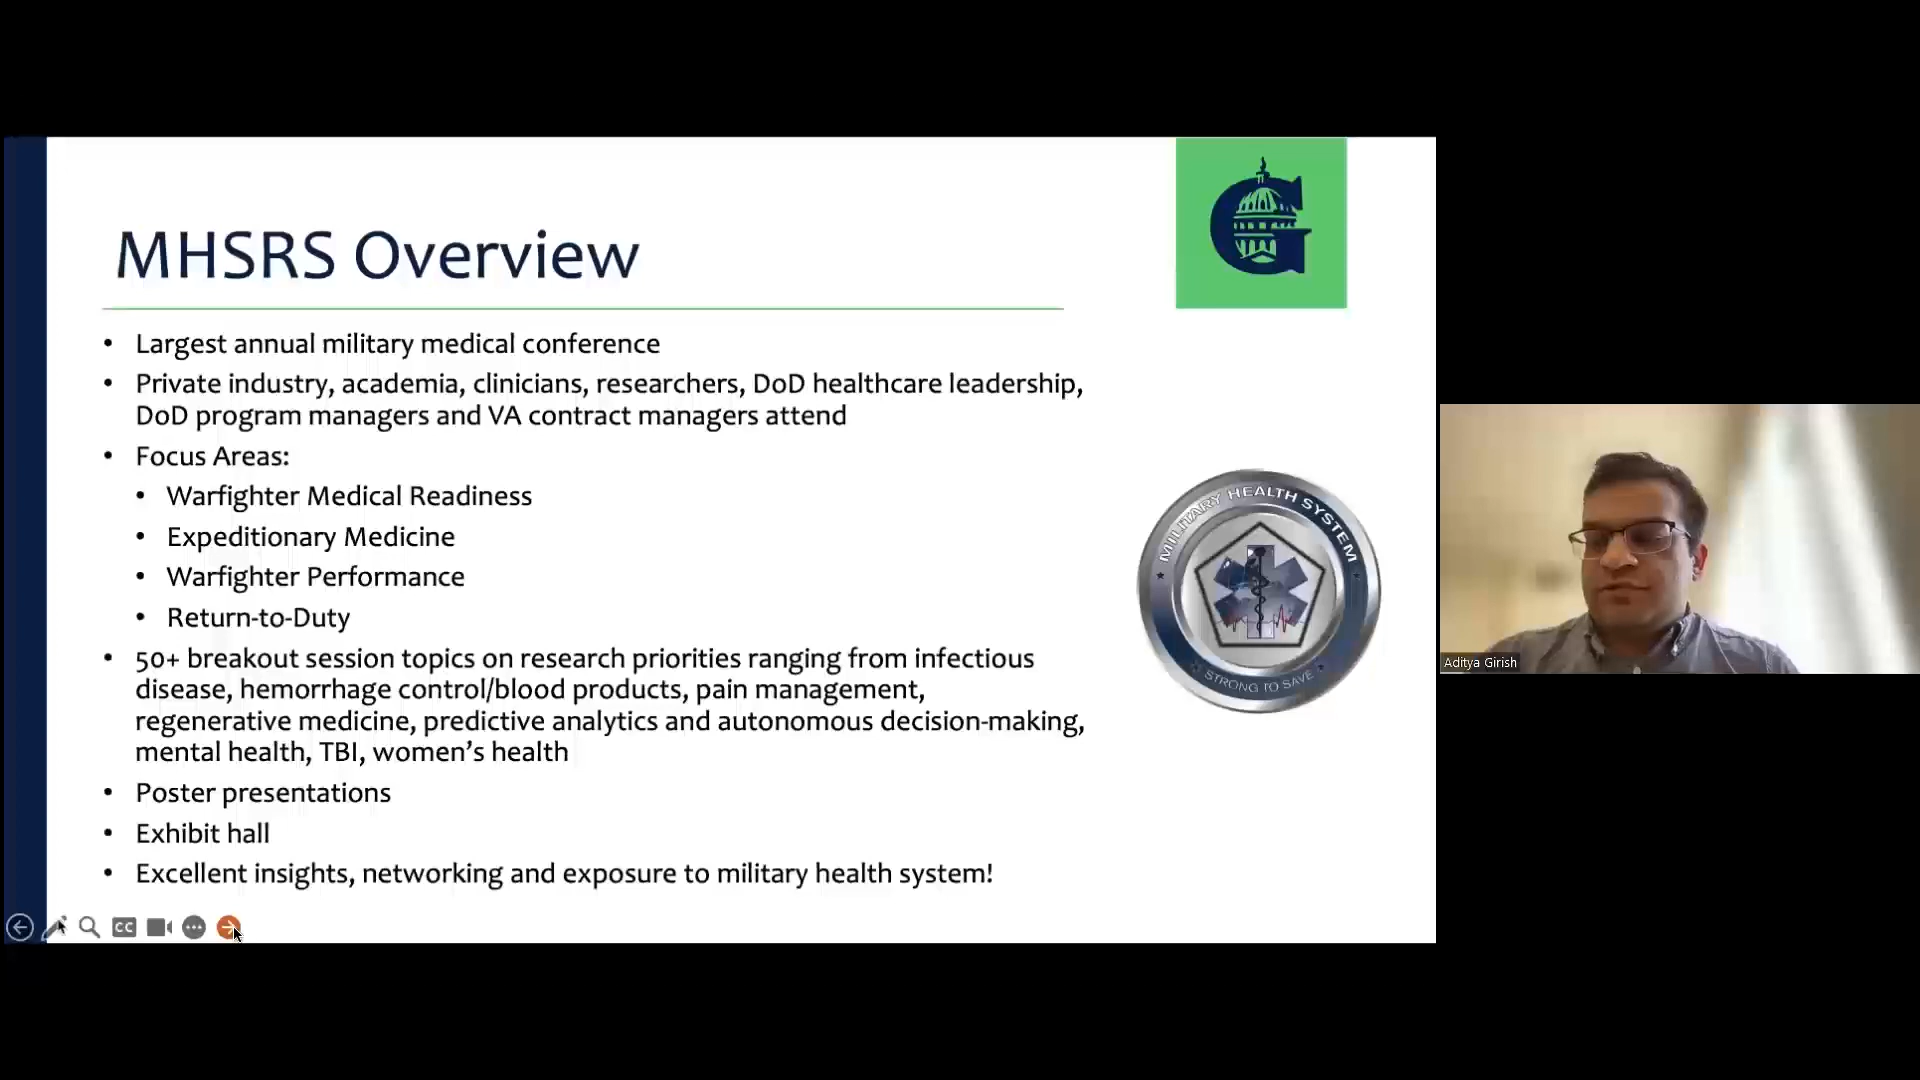 MHSRS Overview
• Largest annual military medical conference
• Private industry, academia, clinicians, researchers, DoD healthcare leadership,
DoD program managers and VA contract managers attend
• Focus Areas:
• Warfighter Medical Readiness
• Expeditionary Medicine
• Warfighter Performance
• Return-to-Duty
• 50+ breakout session topics on research priorities ranging from infectious
disease, hemorrhage control/blood products, pain management,
regenerative medicine, predictive analytics and autonomous decision-making,
mental health, TBI, women's health
• Poster presentations
• Exhibit hall
• Excellent insights, networking and exposure to military health system!
G
MILITARY HEALTH SYSTEM
STRONG TO SAVE
CC
Aditya Girish